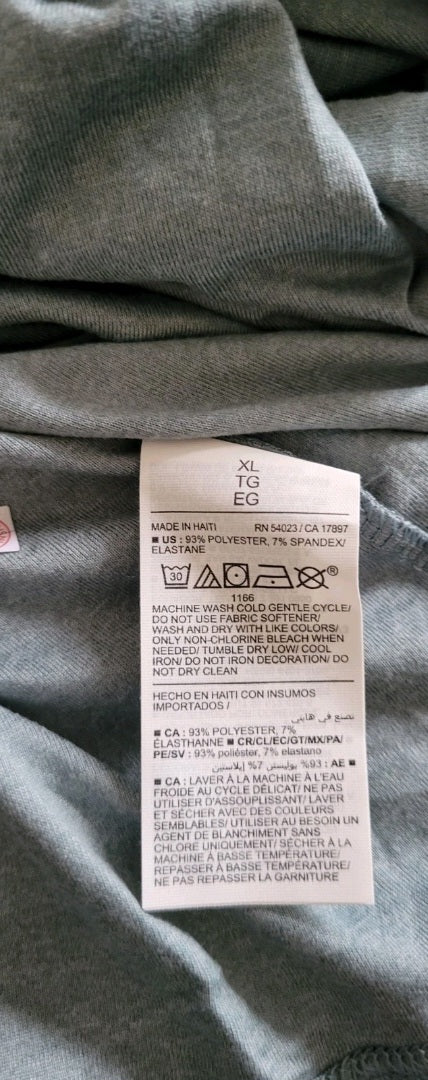 XL
TG
EG
MADE IN HAITI RN 54023 / CA 17897
■ US : 93% POLYESTER, 7% SPANDEX/
ELASTANE
30 ®
1166
MACHINE WASH COLD GENTLE CYCLE/
DO NOT USE FABRIC SOFTENER/
WASH AND DRY WITH LIKE COLORS/
ONLY NON-CHLORINE BLEACH WHEN
NEEDED/ TUMBLE DRY LOW/ COOL
IRON/ DO NOT IRON DECORATION/ DO
NOT DRY CLEAN
HECHO EN HAITI CON INSUMOS
IMPORTADOS /
تصنع في هايتي
■ CA : 93% POLYESTER, 7%
ÉLASTHANNE ■ CR/CL/EC/GT/MX/PA/
PE/SV : 93% poliéster, 7% elastano
■ AE : 93% بوليستر 7% إيلاستين
■ CA : LAVER À LA MACHINE À L'EAU
FROIDE AU CYCLE DÉLICAT/ NE PAS
UTILISER D'ASSOUPLISSANT/ LAVER
ET SÉCHER AVEC DES COULEURS
SEMBLABLES/ UTILISER AU BESOIN UN
AGENT DE BLANCHIMENT SANS
CHLORE UNIQUEMENT/ SÉCHER À LA
MACHINE À BASSE TEMPÉRATURE/
REPASSER À BASSE TEMPÉRATURE/
NE PAS REPASSER LA GARNITURE